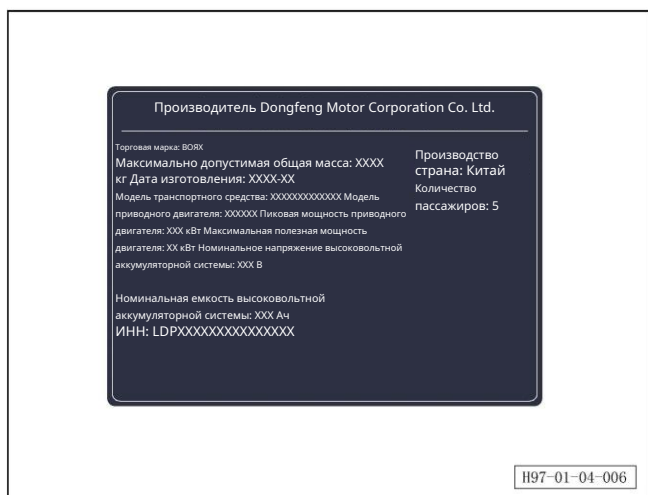 Производитель Dongfeng Motor Corporation Co. Ltd.
Торговая марка: ВОЯХ
Максимально допустимая общая масса: XXXX
кг Дата изготовления: XXXX-XX
Модель транспортного средства: XXXXXXXXXXXXX Модель
приводного двигателя: XXXXXX Пиковая мощность приводного
двигателя: XXX кВт Максимальная полезная мощность
двигателя: XX кВт Номинальное напряжение высоковольтной
аккумуляторной системы: XXX В
Номинальная емкость высоковольтной
аккумуляторной системы: XXX Ач
ИНН: LDPXXXXXXXXXXXXXX
Производство
страна: Китай
Количество
пассажиров: 5
H97-01-04-006